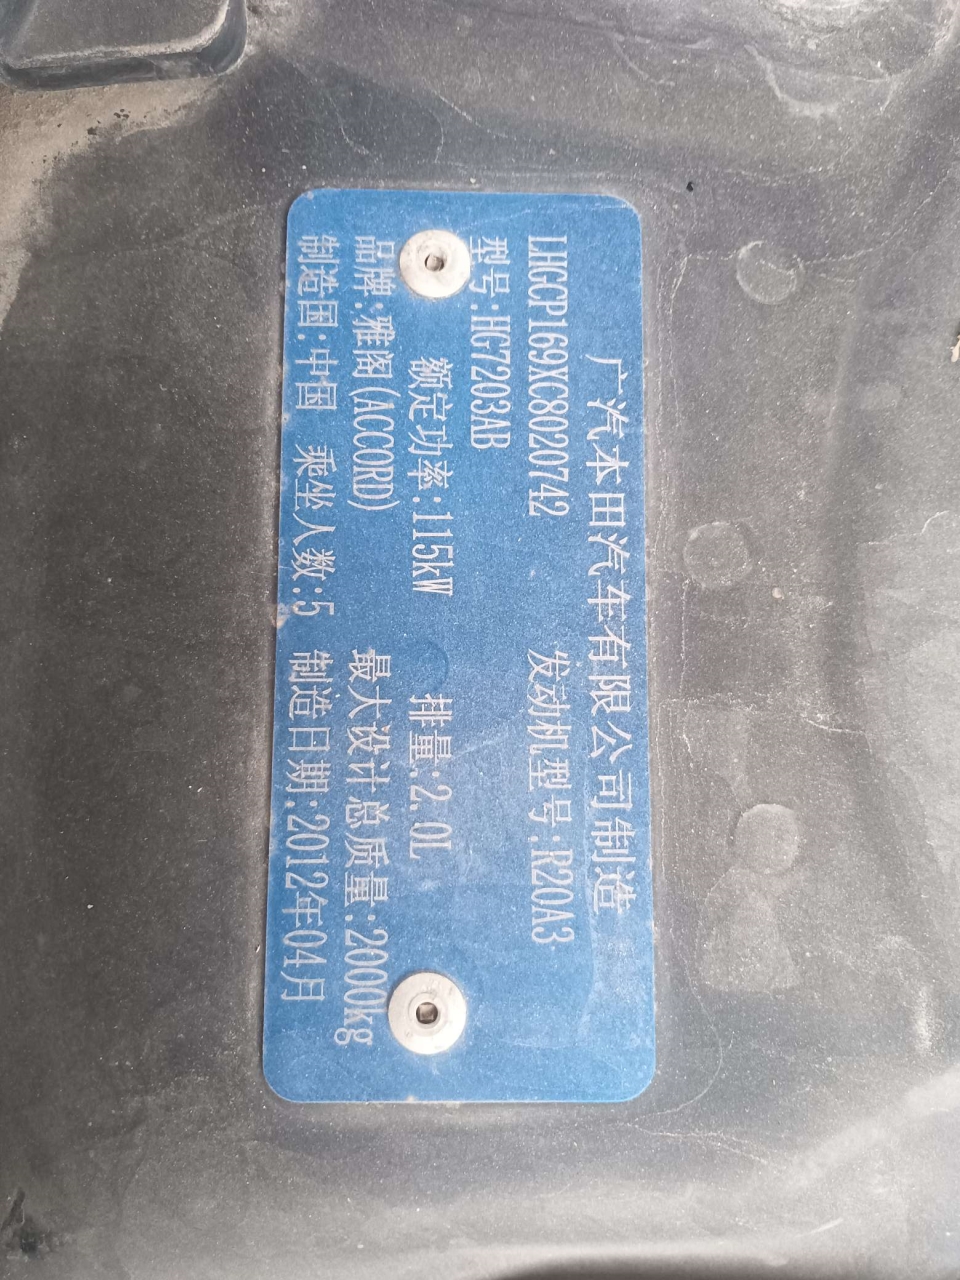 广汽本田汽车有限公司制造
LHGCP169XC8020742 发动机型号:R20A3
型号:HG7203AB
额定功率:115kW 排量:2.0L
品牌:雅阁(ACCORD) 最大设计总质量:2000kg
制造国:中国 乘坐人数:5 制造日期:2012年04月